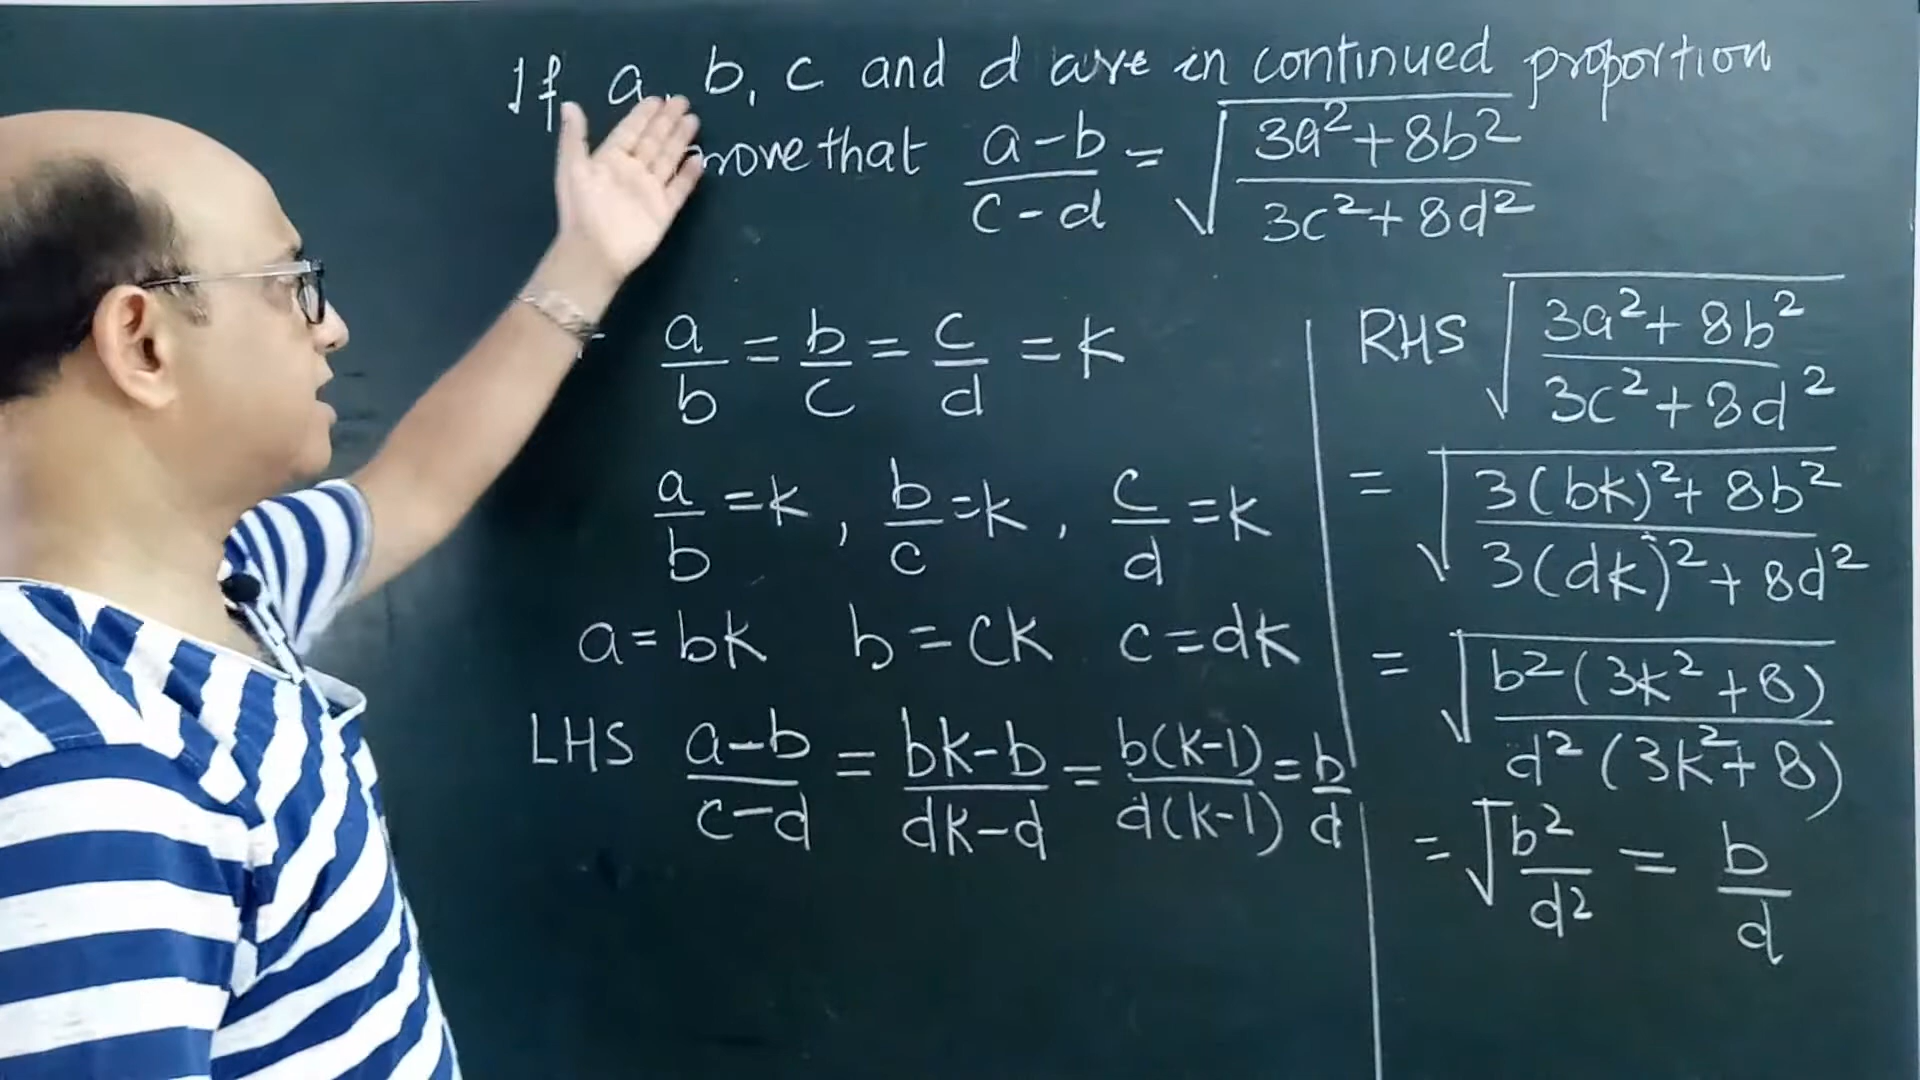 If a, b, c and d are in continued proportion
that a-b/c-d = √(3a²+8b²/3c²+8d²)
a/b = b/c = c/d = k
a/b = k, b/c = k, c/d = k
a = bk b = ck c = dk
LHS a-b/c-d = bk-b/dk-d = b(k-1)/d(k-1) = b/d
RHS √(3a²+8b²/3c²+8d²)
= √(3(bk)²+8b²/3(dk)²+8d²)
= √(b²(3k²+8)/d²(3k²+8))
= √(b²/d²) = b/d